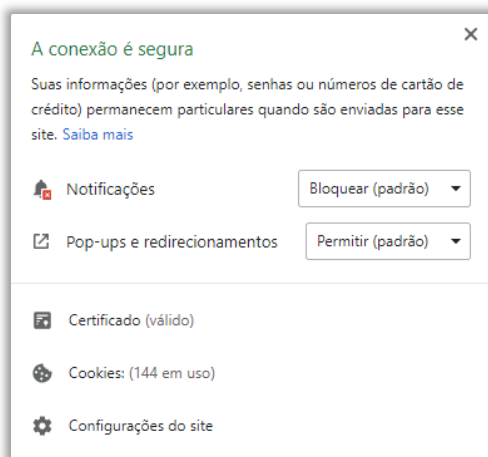 A conexão é segura
Suas informações (por exemplo, senhas ou números de cartão de
crédito) permanecem particulares quando são enviadas para esse
site. Saiba mais
Notificações Bloquear (padrão)
Pop-ups e redirecionamentos Permitir (padrão)
Certificado (válido)
Cookies: (144 em uso)
Configurações do site